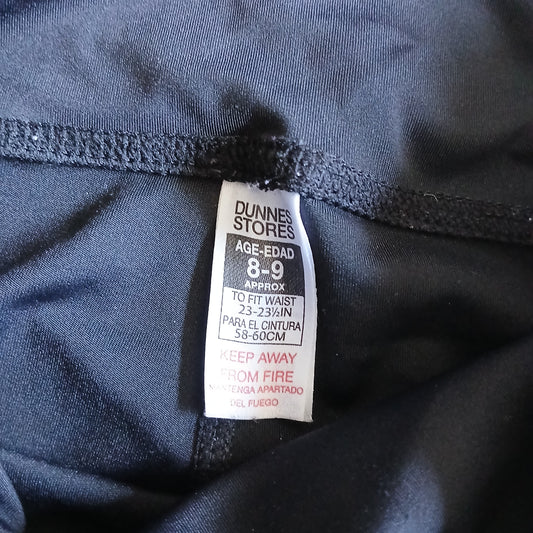 DUNNES
STORES
AGE-EDAD
8-9
APPROX
TO FIT WAIST
23-23½IN
PARA EL CINTURA
58-60CM
KEEP AWAY
FROM FIRE
MANTENGA APARTADO
DEL FUEGO